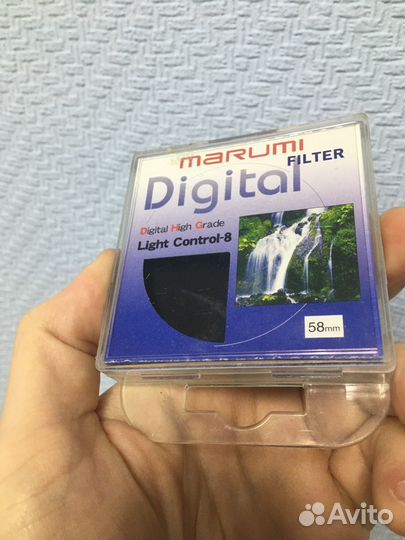 marumi
FILTER
Digital
Digital High Grade
Light Control-8
58mm
Avito